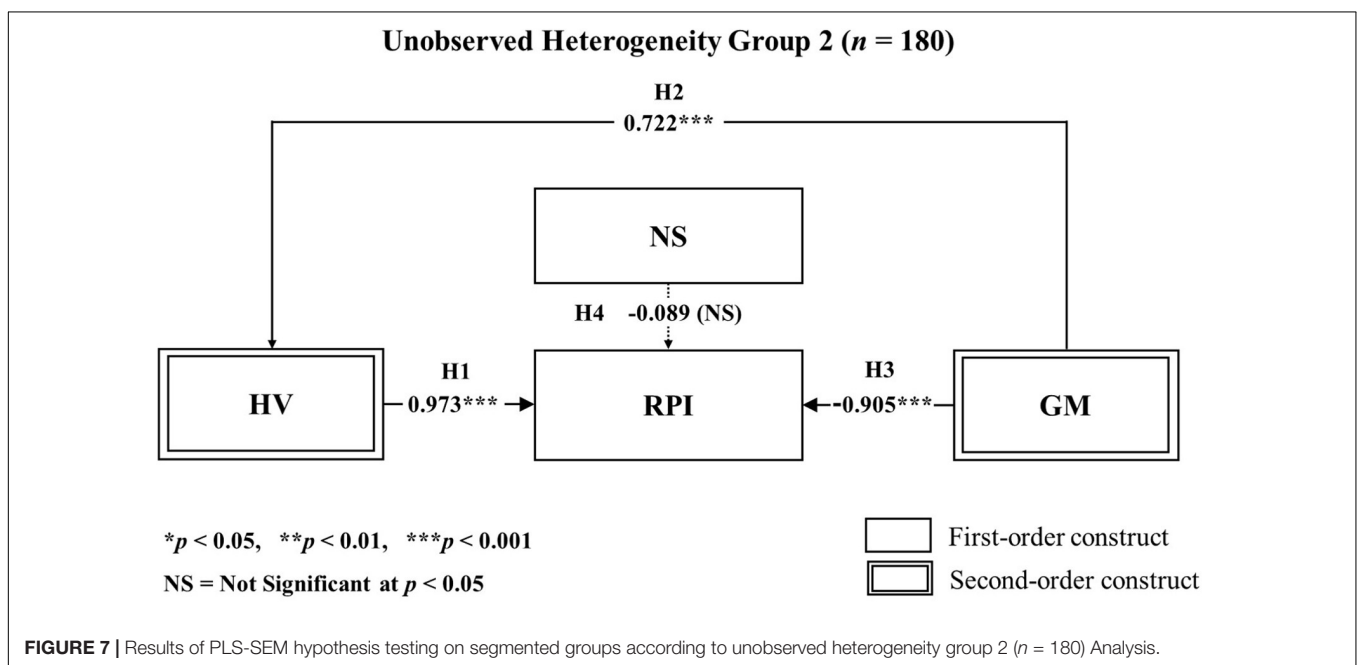 Unobserved Heterogeneity Group 2 (n = 180)
H2
0.722***
NS
H4 -0.089 (NS)
H1
H3
HV
0.973***
RPI
-0.905***
GM
*p < 0.05, **p < 0.01, ***p < 0.001
NS = Not Significant at p < 0.05
First-order construct
Second-order construct
FIGURE 7 | Results of PLS-SEM hypothesis testing on segmented groups according to unobserved heterogeneity group 2 (n = 180) Analysis.